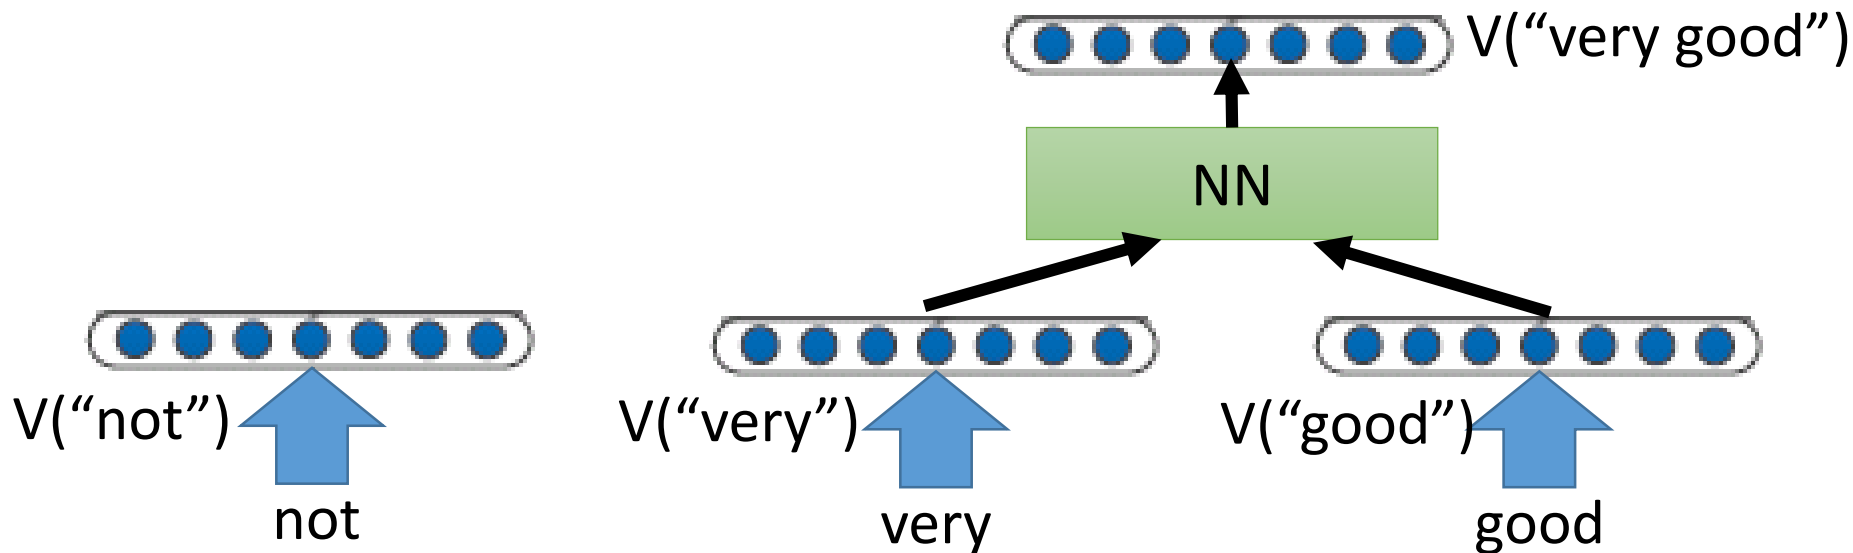 V(“very good”)
NN
V(“not”)
V(“very”)
V(“good”)
not
very
good